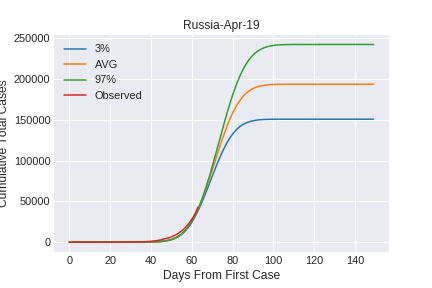 Russia-Apr-19
250000
200000
150000
100000
50000
0
Cumulative Total Cases
3%
AVG
97%
Observed
0 20 40 60 80 100 120 140
Days From First Case